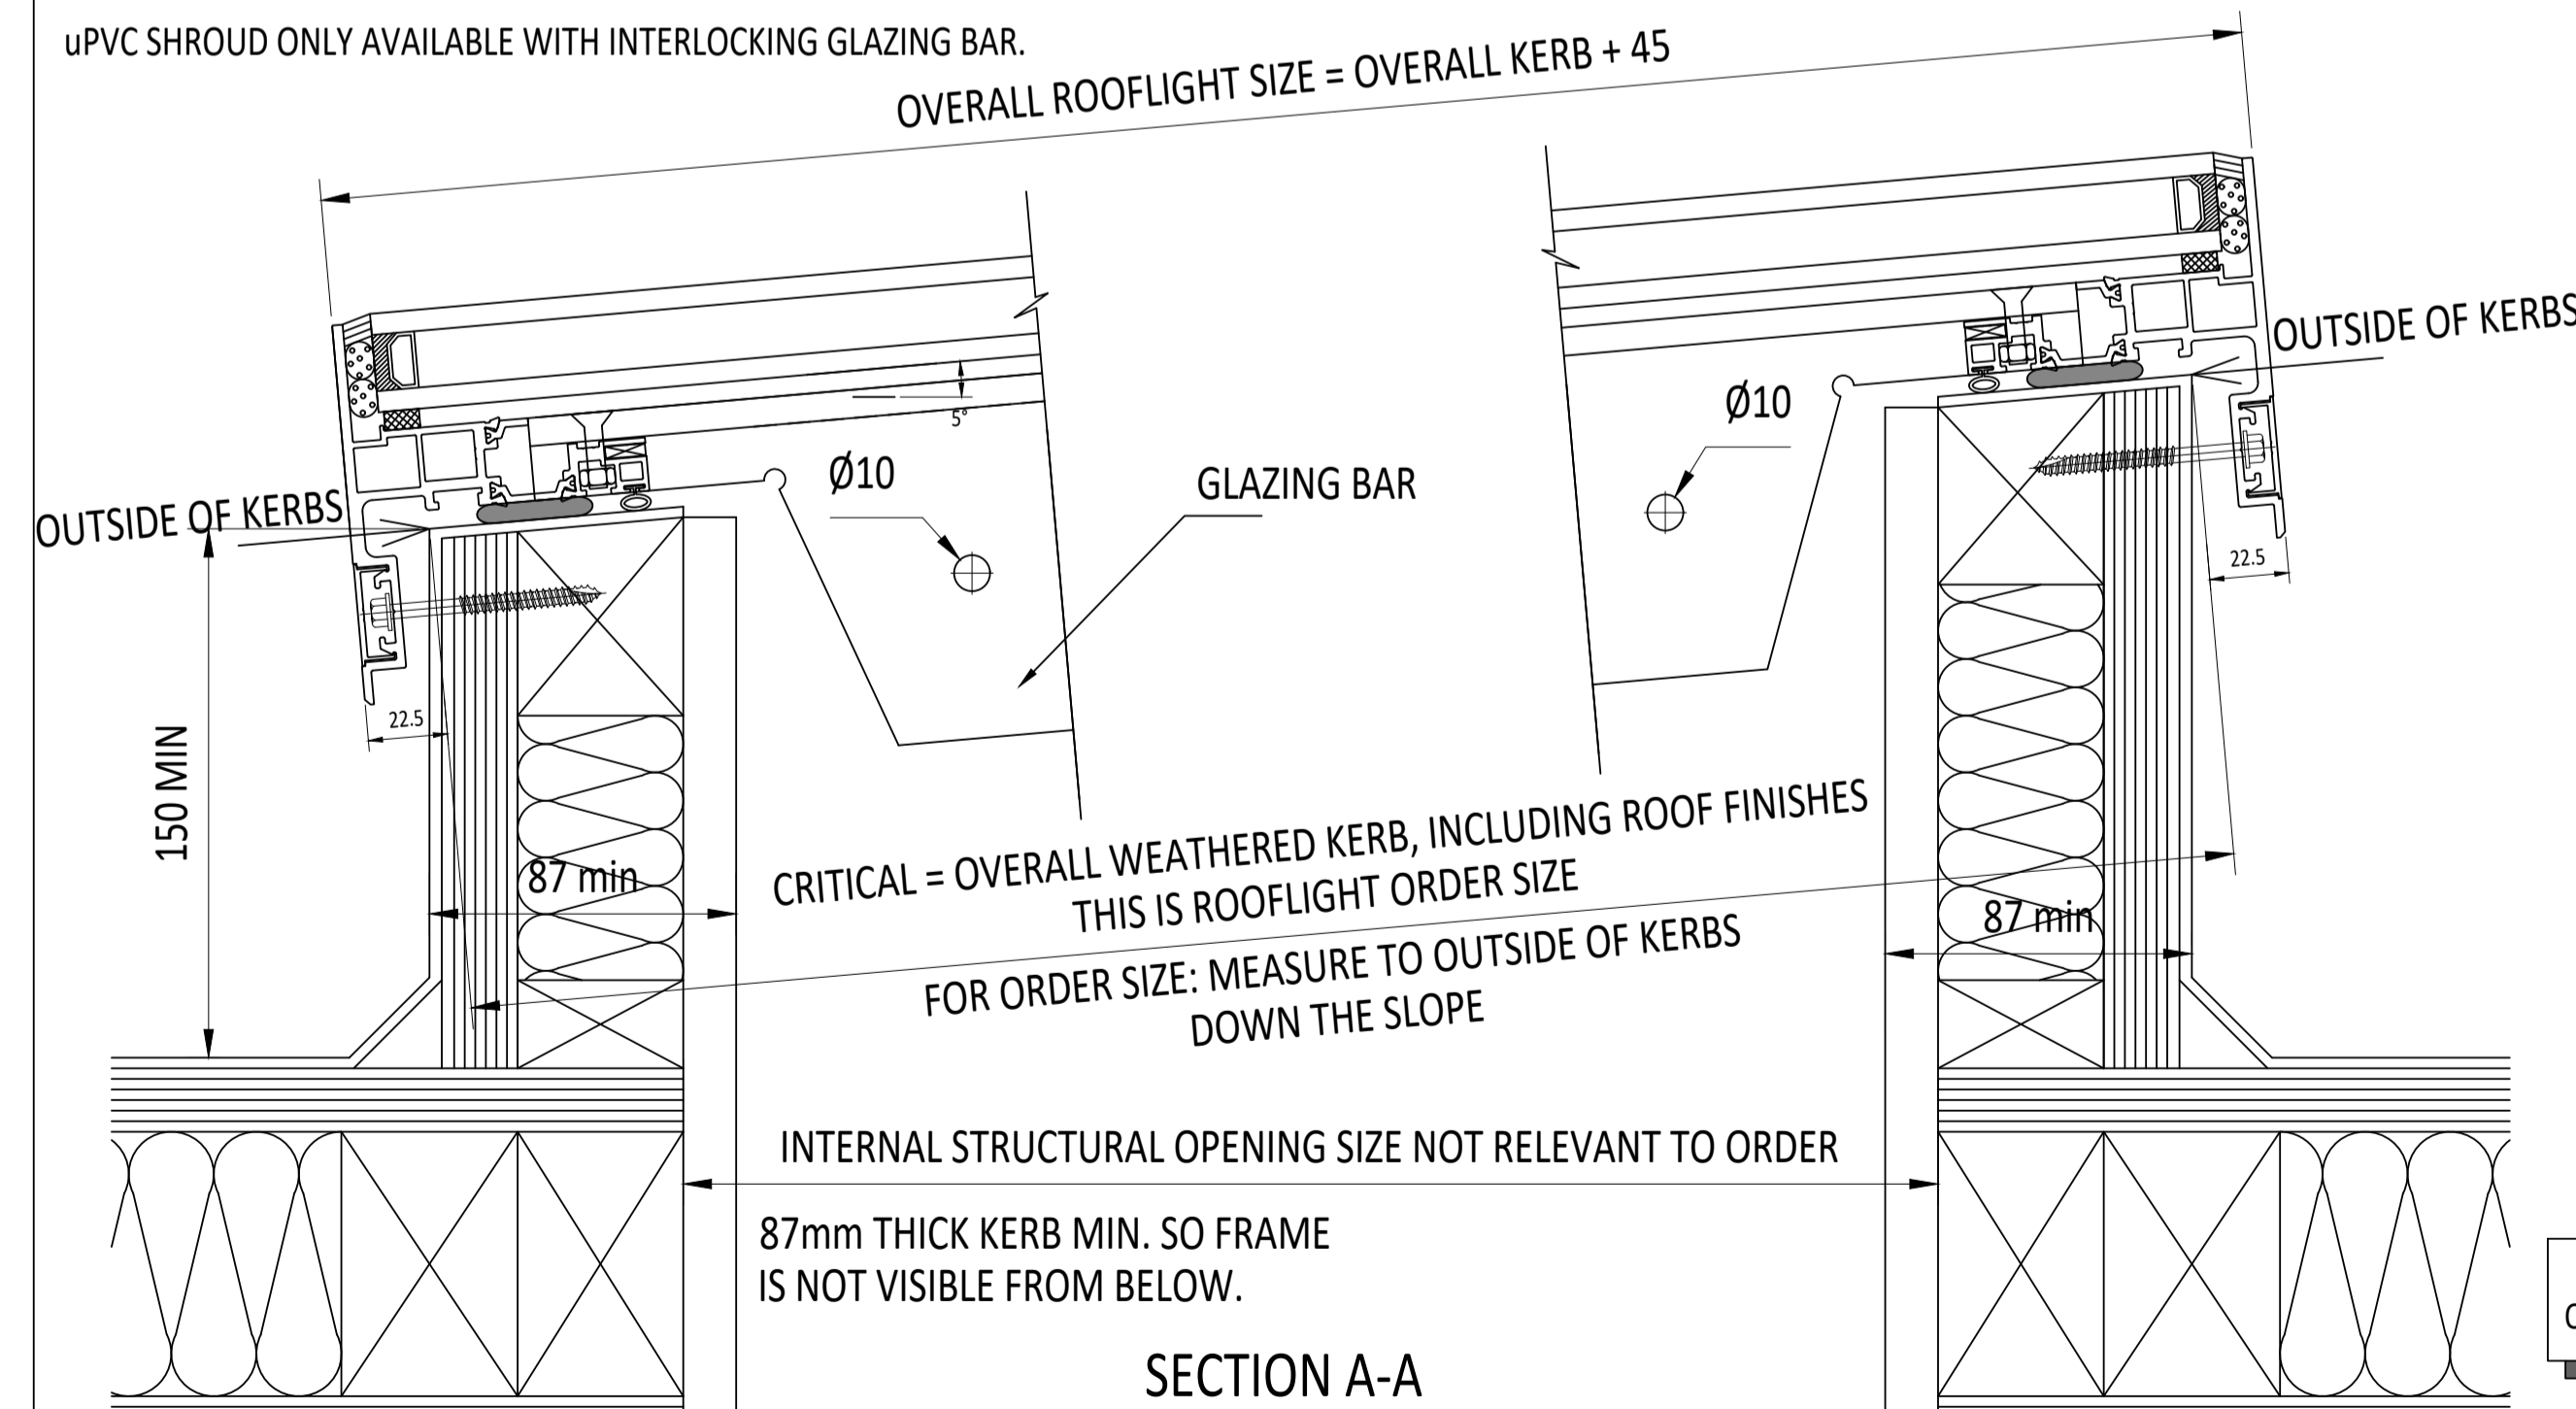 uPVC SHROUD ONLY AVAILABLE WITH INTERLOCKING GLAZING BAR.
OVERALL ROOFLIGHT SIZE = OVERALL KERB + 45
OUTSIDE OF KERBS
5°
Ø10
Ø10
GLAZING BAR
OUTSIDE OF KERBS
22.5
22.5
150 MIN
87 min
87 min
CRITICAL = OVERALL WEATHERED KERB, INCLUDING ROOF FINISHES
THIS IS ROOFLIGHT ORDER SIZE
FOR ORDER SIZE: MEASURE TO OUTSIDE OF KERBS
DOWN THE SLOPE
INTERNAL STRUCTURAL OPENING SIZE NOT RELEVANT TO ORDER
87mm THICK KERB MIN. SO FRAME
IS NOT VISIBLE FROM BELOW.
SECTION A-A